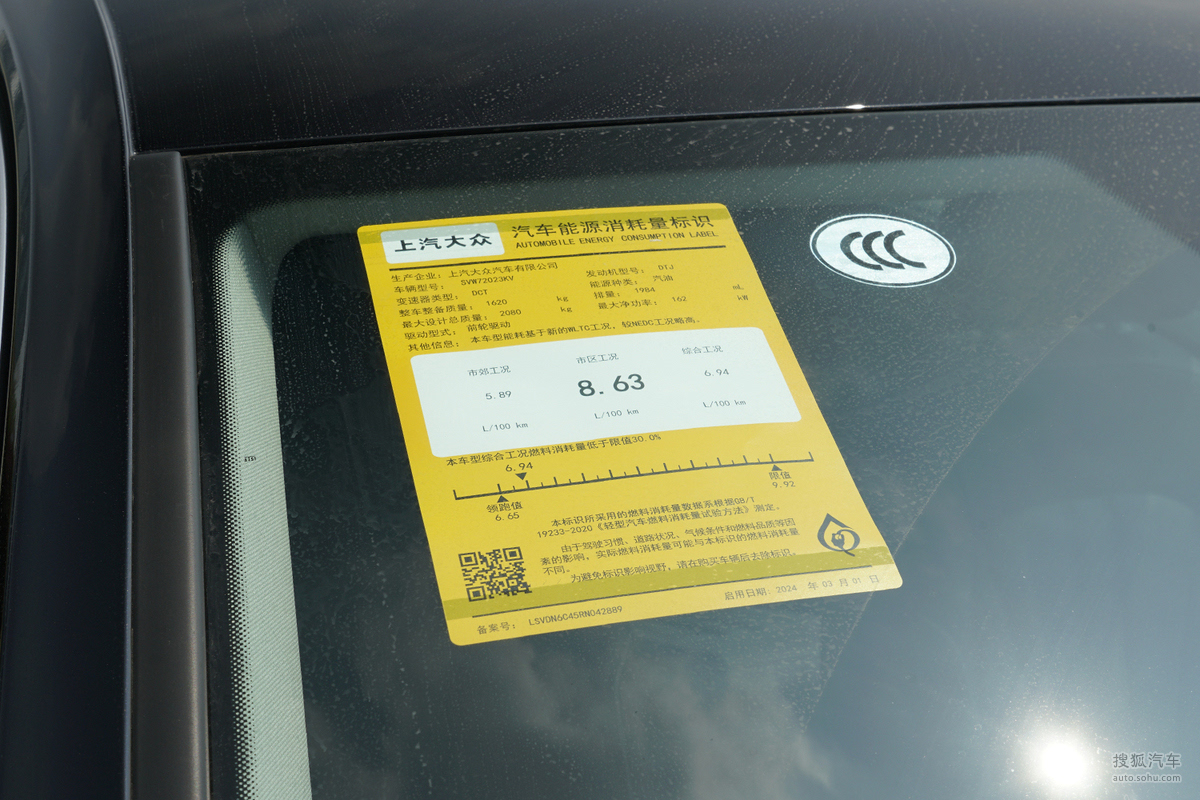 上汽大众
汽车能源消耗量标识
AUTOMOBILE ENERGY CONSUMPTION LABEL
生产企业: 上汽大众汽车有限公司
车辆型号: SVW72023KV 发动机型号: DTJ
变速器类型: DCT 能源种类: 汽油
整车整备质量: 1620 kg 排量: 1984 mL
最大设计总质量: 2080 kg 最大净功率: 162 kW
驱动型式: 前轮驱动
其他信息: 本车型能耗基于新的WLTC工况, 较NEDC工况略高。
市郊工况 市区工况 综合工况
5.89 8.63 6.94
L/100 km L/100 km L/100 km
本车型综合工况燃料消耗量低于限值30.0%
6.94
领跑值 限值
6.65 9.92
本标识所采用的燃料消耗量数据系根据GB/T
19233-2020《轻型汽车燃料消耗量试验方法》测定。
由于驾驶习惯、道路状况、气候条件和燃料品质等因
素的影响, 实际燃料消耗量可能与本标识的燃料消耗量
不同。
为避免标识影响视野, 请在购买车辆后去除标识。
备案号: LSV0N6C45RN042889 启用日期: 2024 年 03 月 01 日
CCC
搜狐汽车
auto.sohu.com